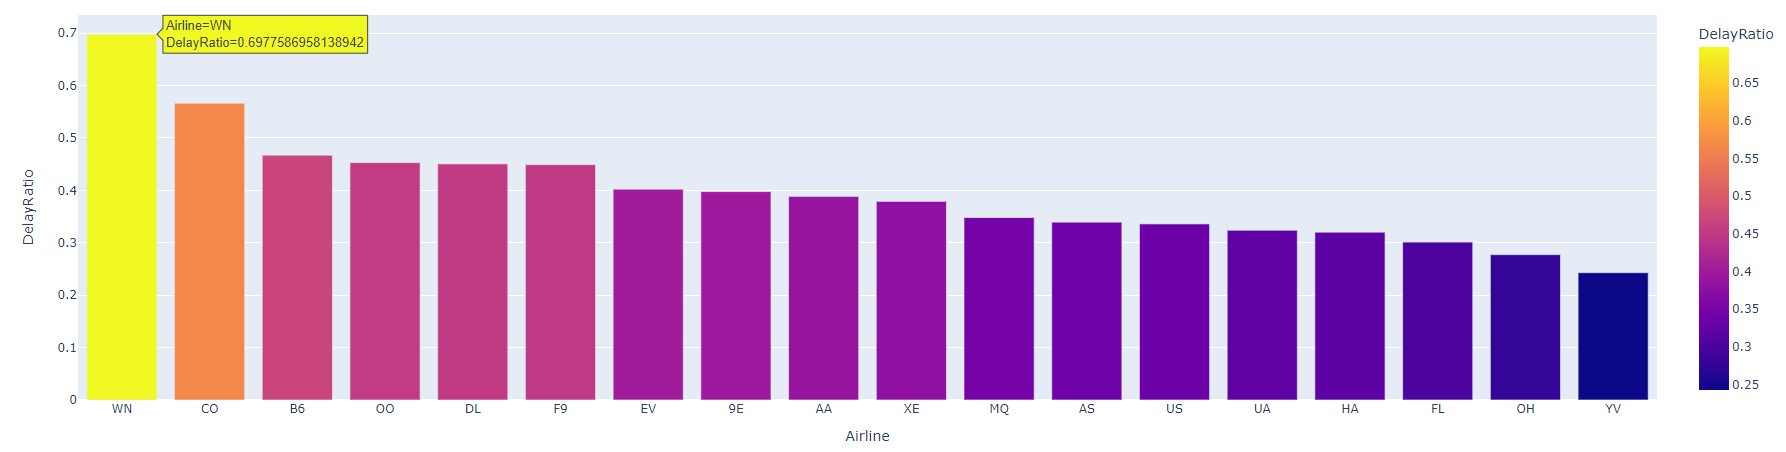 Airline=WN
DelayRatio=0.6977586958138942
DelayRatio
0.7
0.6
0.5
0.4
0.3
0.2
0.1
0
WN CO B6 OO DL F9 EV 9E AA XE MQ AS US UA HA FL OH YV
Airline
DelayRatio
0.65
0.6
0.55
0.5
0.45
0.4
0.35
0.3
0.25